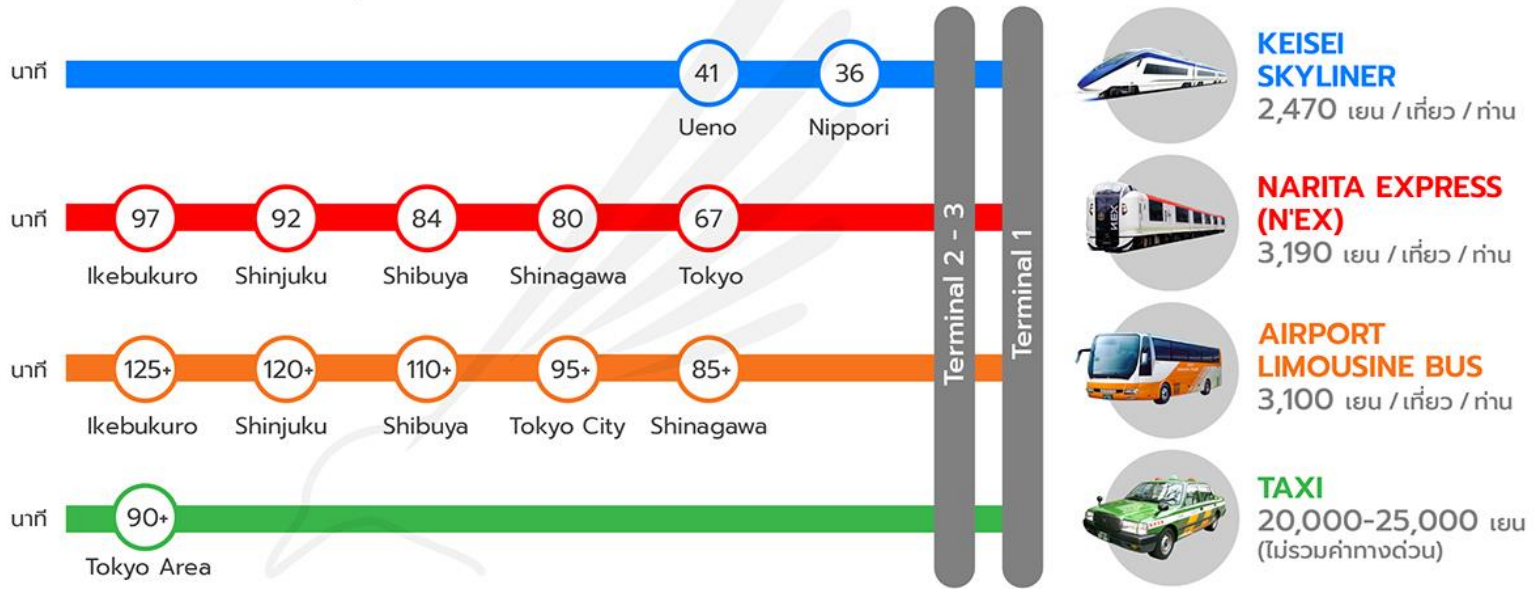 นาที
41
36
Ueno
Nippori
KEISEI
SKYLINER
2,470 เยน / เที่ยว / ท่าน
นาที
97
92
84
80
67
Ikebukuro
Shinjuku
Shibuya
Shinagawa
Tokyo
NARITA EXPRESS
(N'EX)
3,190 เยน / เที่ยว / ท่าน
นาที
125+
120+
110+
95+
85+
Ikebukuro
Shinjuku
Shibuya
Tokyo City
Shinagawa
AIRPORT
LIMOUSINE BUS
3,100 เยน / เที่ยว / ท่าน
นาที
90+
Tokyo Area
Terminal 2 - 3
Terminal 1
TAXI
20,000-25,000 เยน
(ไม่รวมค่าทางด่วน)